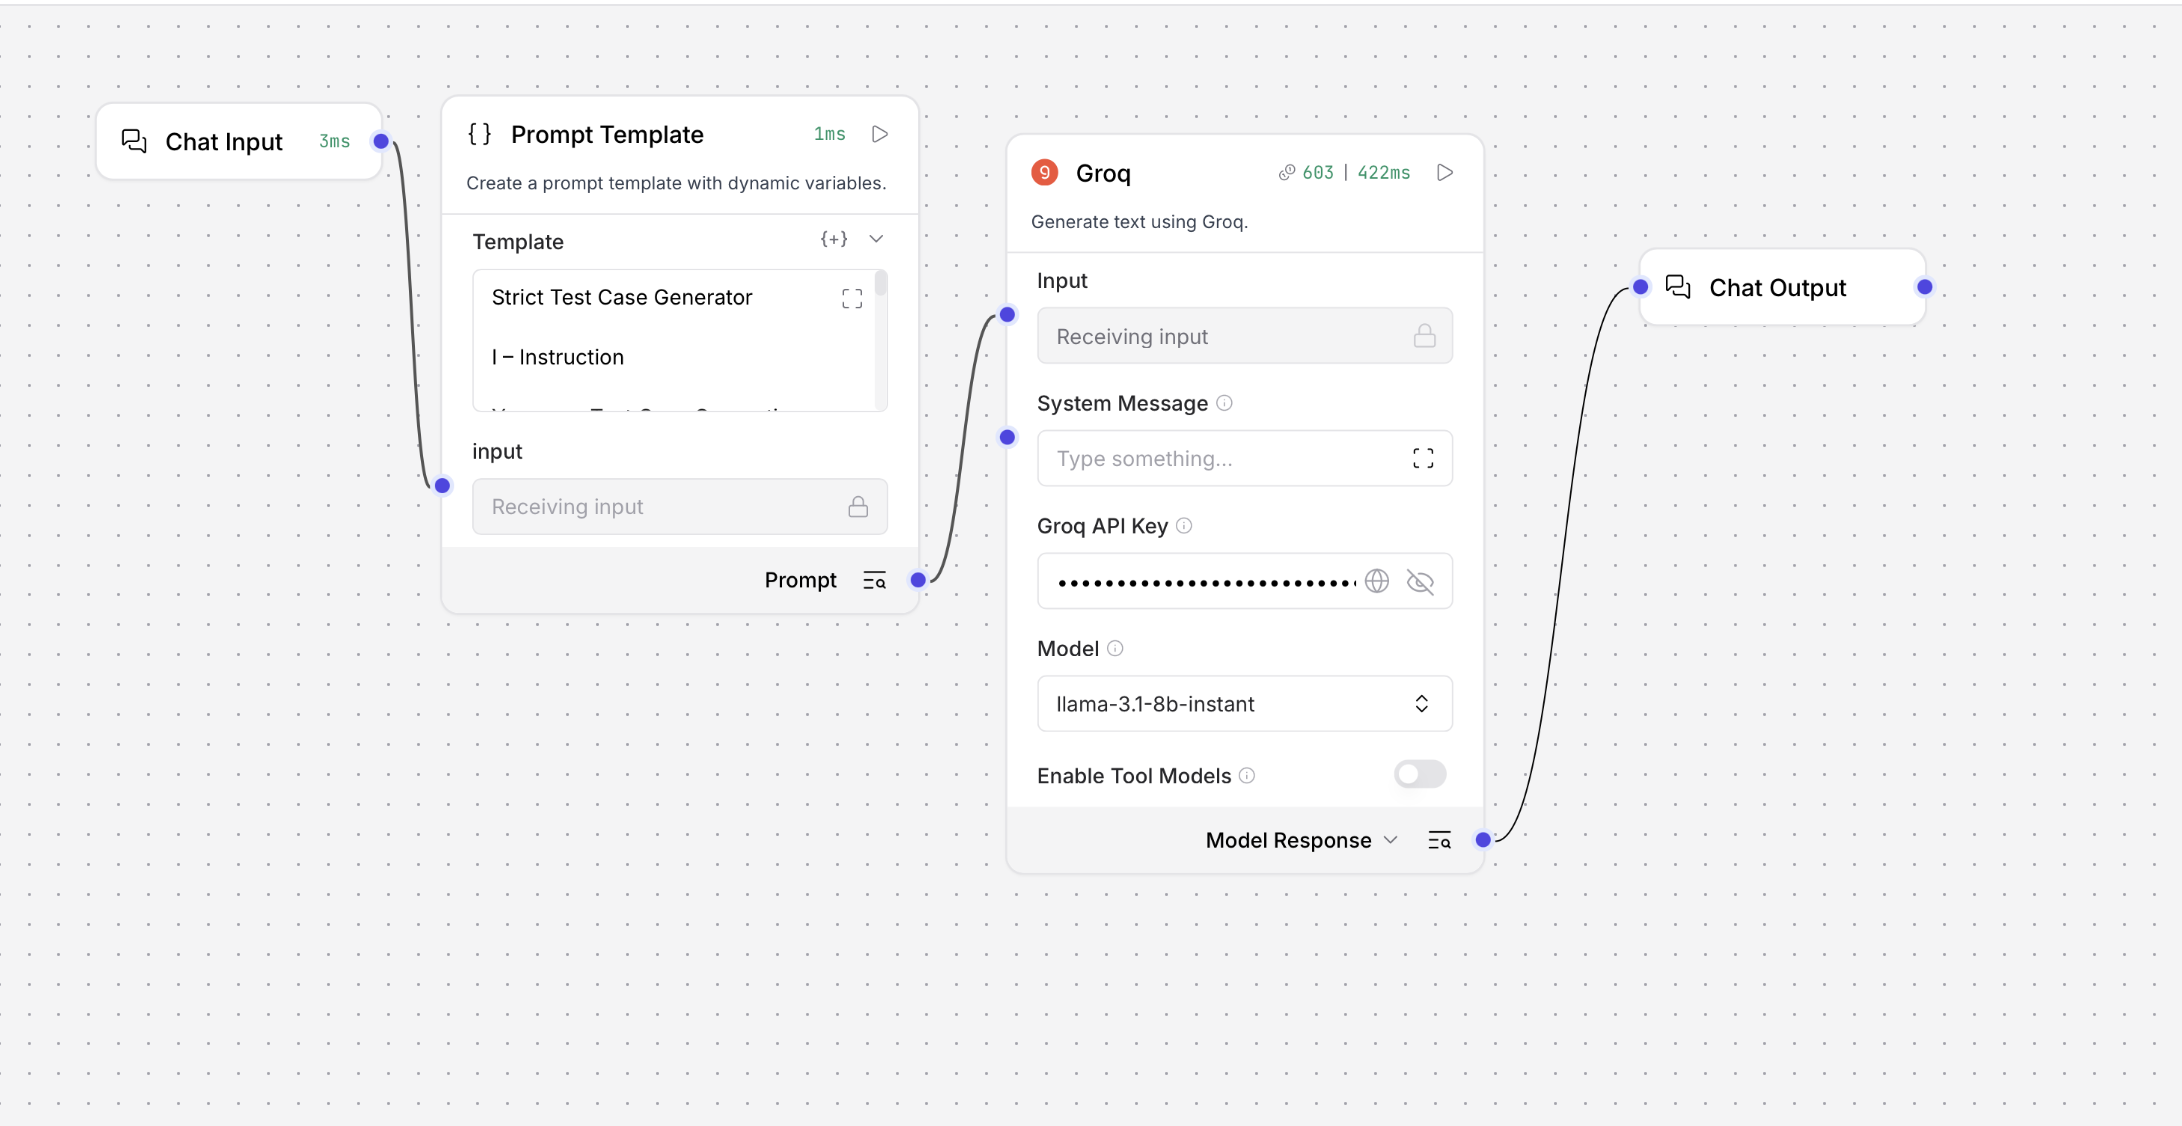 Chat Input 3ms
{} Prompt Template 1ms
Create a prompt template with dynamic variables.
Template {+}
Strict Test Case Generator
I – Instruction
input
Receiving input
Prompt
9 Groq 603 | 422ms
Generate text using Groq.
Input
Receiving input
System Message
Type something...
Groq API Key
Model
llama-3.1-8b-instant
Enable Tool Models
Model Response
Chat Output